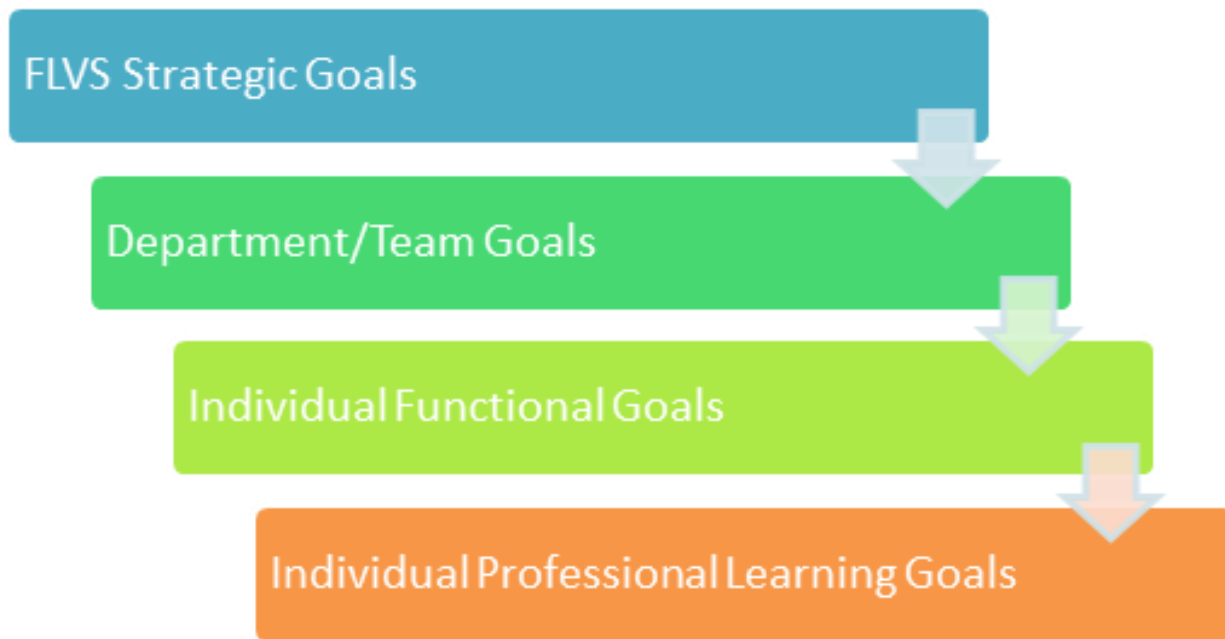 FLVS Strategic Goals
Department/Team Goals
Individual Functional Goals
Individual Professional Learning Goals